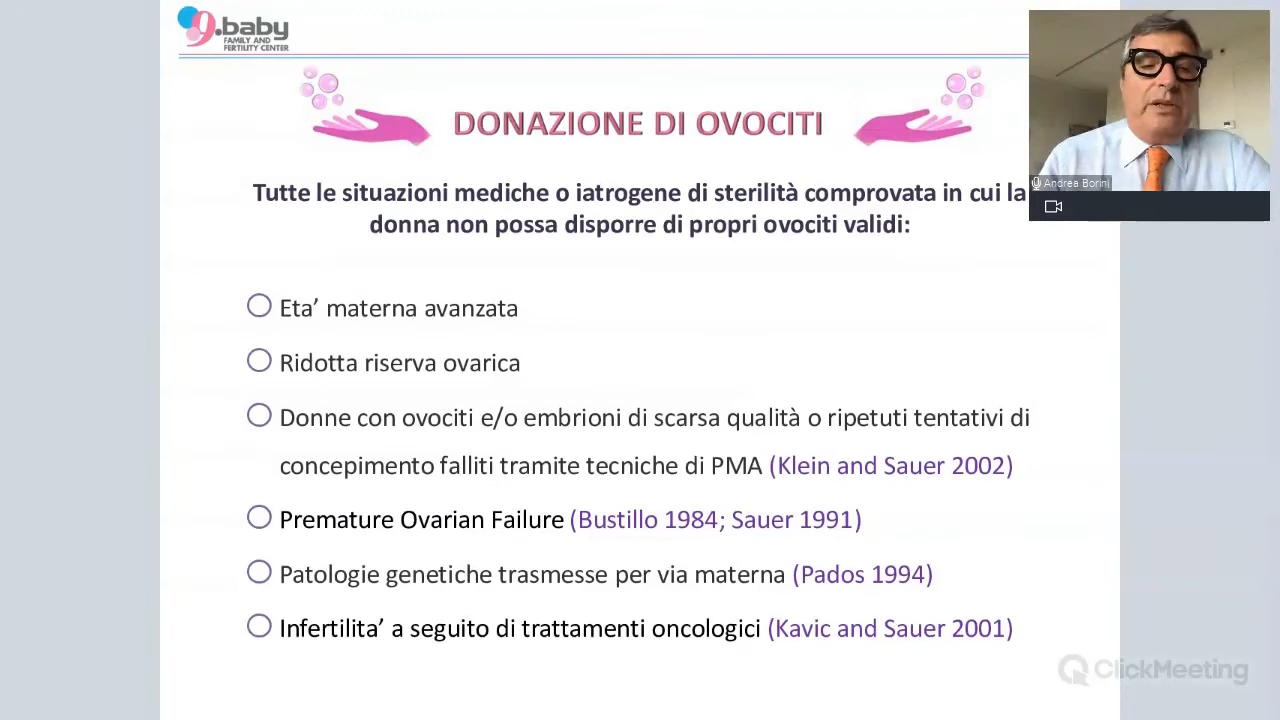 9.baby
FAMILY AND
FERTILITY CENTER
DONAZIONE DI OVOCITI
Tutte le situazioni mediche o iatrogene di sterilità comprovata in cui la
donna non possa disporre di propri ovociti validi:
Eta’ materna avanzata
Ridotta riserva ovarica
Donne con ovociti e/o embrioni di scarsa qualità o ripetuti tentativi di
concepimento falliti tramite tecniche di PMA (Klein and Sauer 2002)
Premature Ovarian Failure (Bustillo 1984; Sauer 1991)
Patologie genetiche trasmesse per via materna (Pados 1994)
Infertilita’ a seguito di trattamenti oncologici (Kavic and Sauer 2001)
Andrea Borini
ClickMeeting